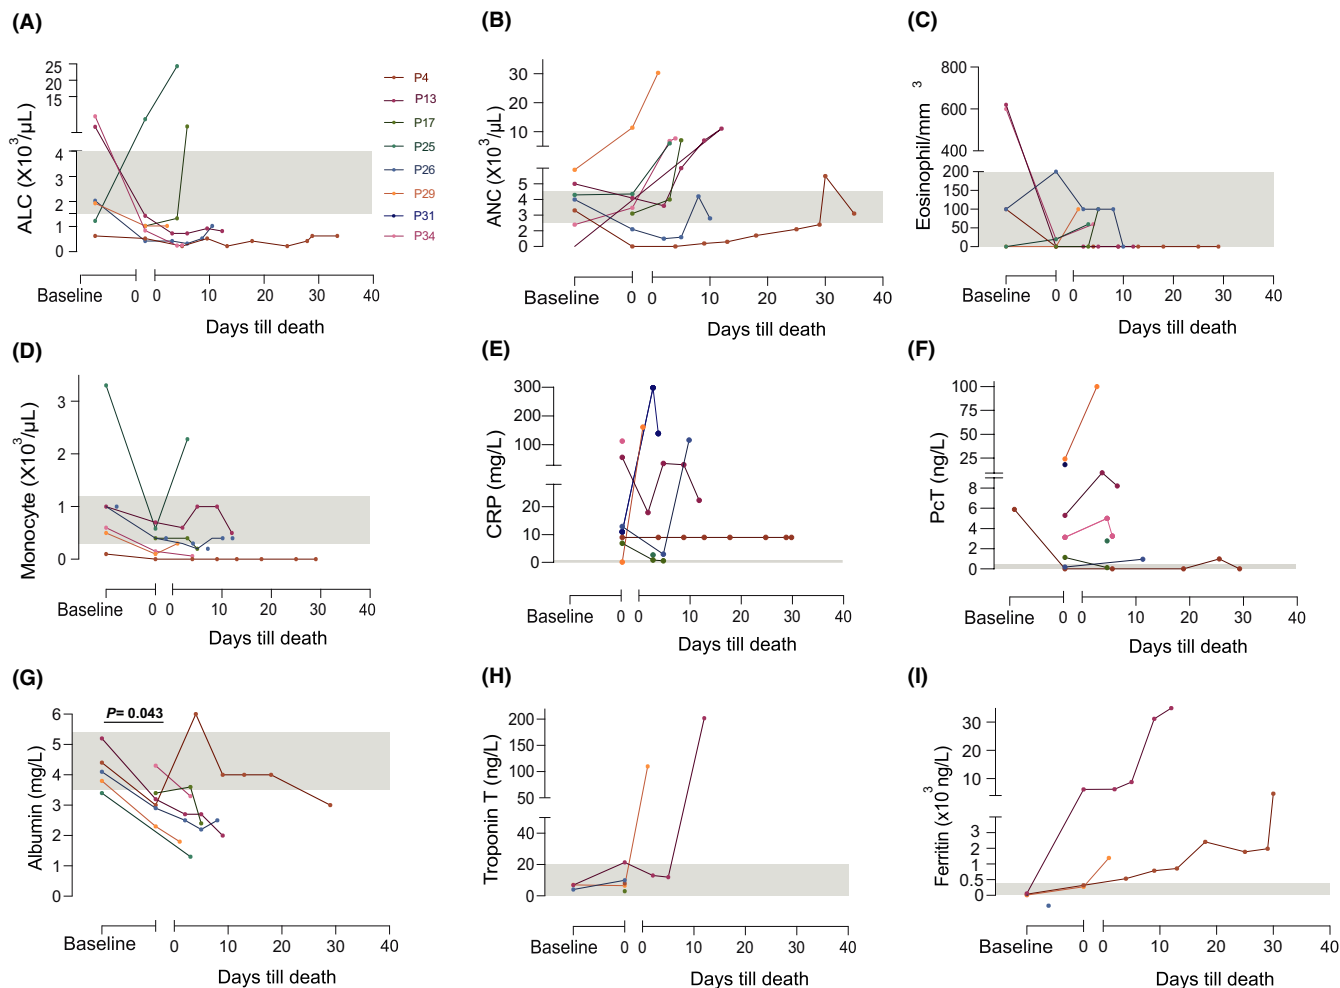 (A)
ALC (X10³/µL)
25
20
15
4
3
2
1
0
Baseline 0 0 10 20 30 40
Days till death
P4
P13
P17
P25
P26
P29
P31
P34
(B)
ANC (X10³/µL)
30
20
10
5
4
3
2
1
0
Baseline 0 0 10 20 30 40
Days till death
(C)
Eosinophil/mm³
800
600
400
200
150
100
50
0
Baseline 0 0 10 20 30 40
Days till death
(D)
Monocyte (X10³/µL)
3
2
1
0
Baseline 0 0 10 20 30 40
Days till death
(E)
CRP (mg/L)
300
200
100
20
10
0
Baseline 0 0 10 20 30 40
Days till death
(F)
PcT (ng/L)
100
75
50
25
8
6
4
2
0
Baseline 0 0 10 20 30 40
Days till death
(G)
P= 0.043
Albumin (mg/L)
6
5
4
3
2
1
0
Baseline 0 10 20 30 40
Days till death
(H)
Troponin T (ng/L)
200
150
100
50
40
20
0
Baseline 0 0 10 20 30 40
Days till death
(I)
Ferritin (x10³ ng/L)
30
20
10
3
2
1
0.5
0
Baseline 0 0 10 20 30 40
Days till death